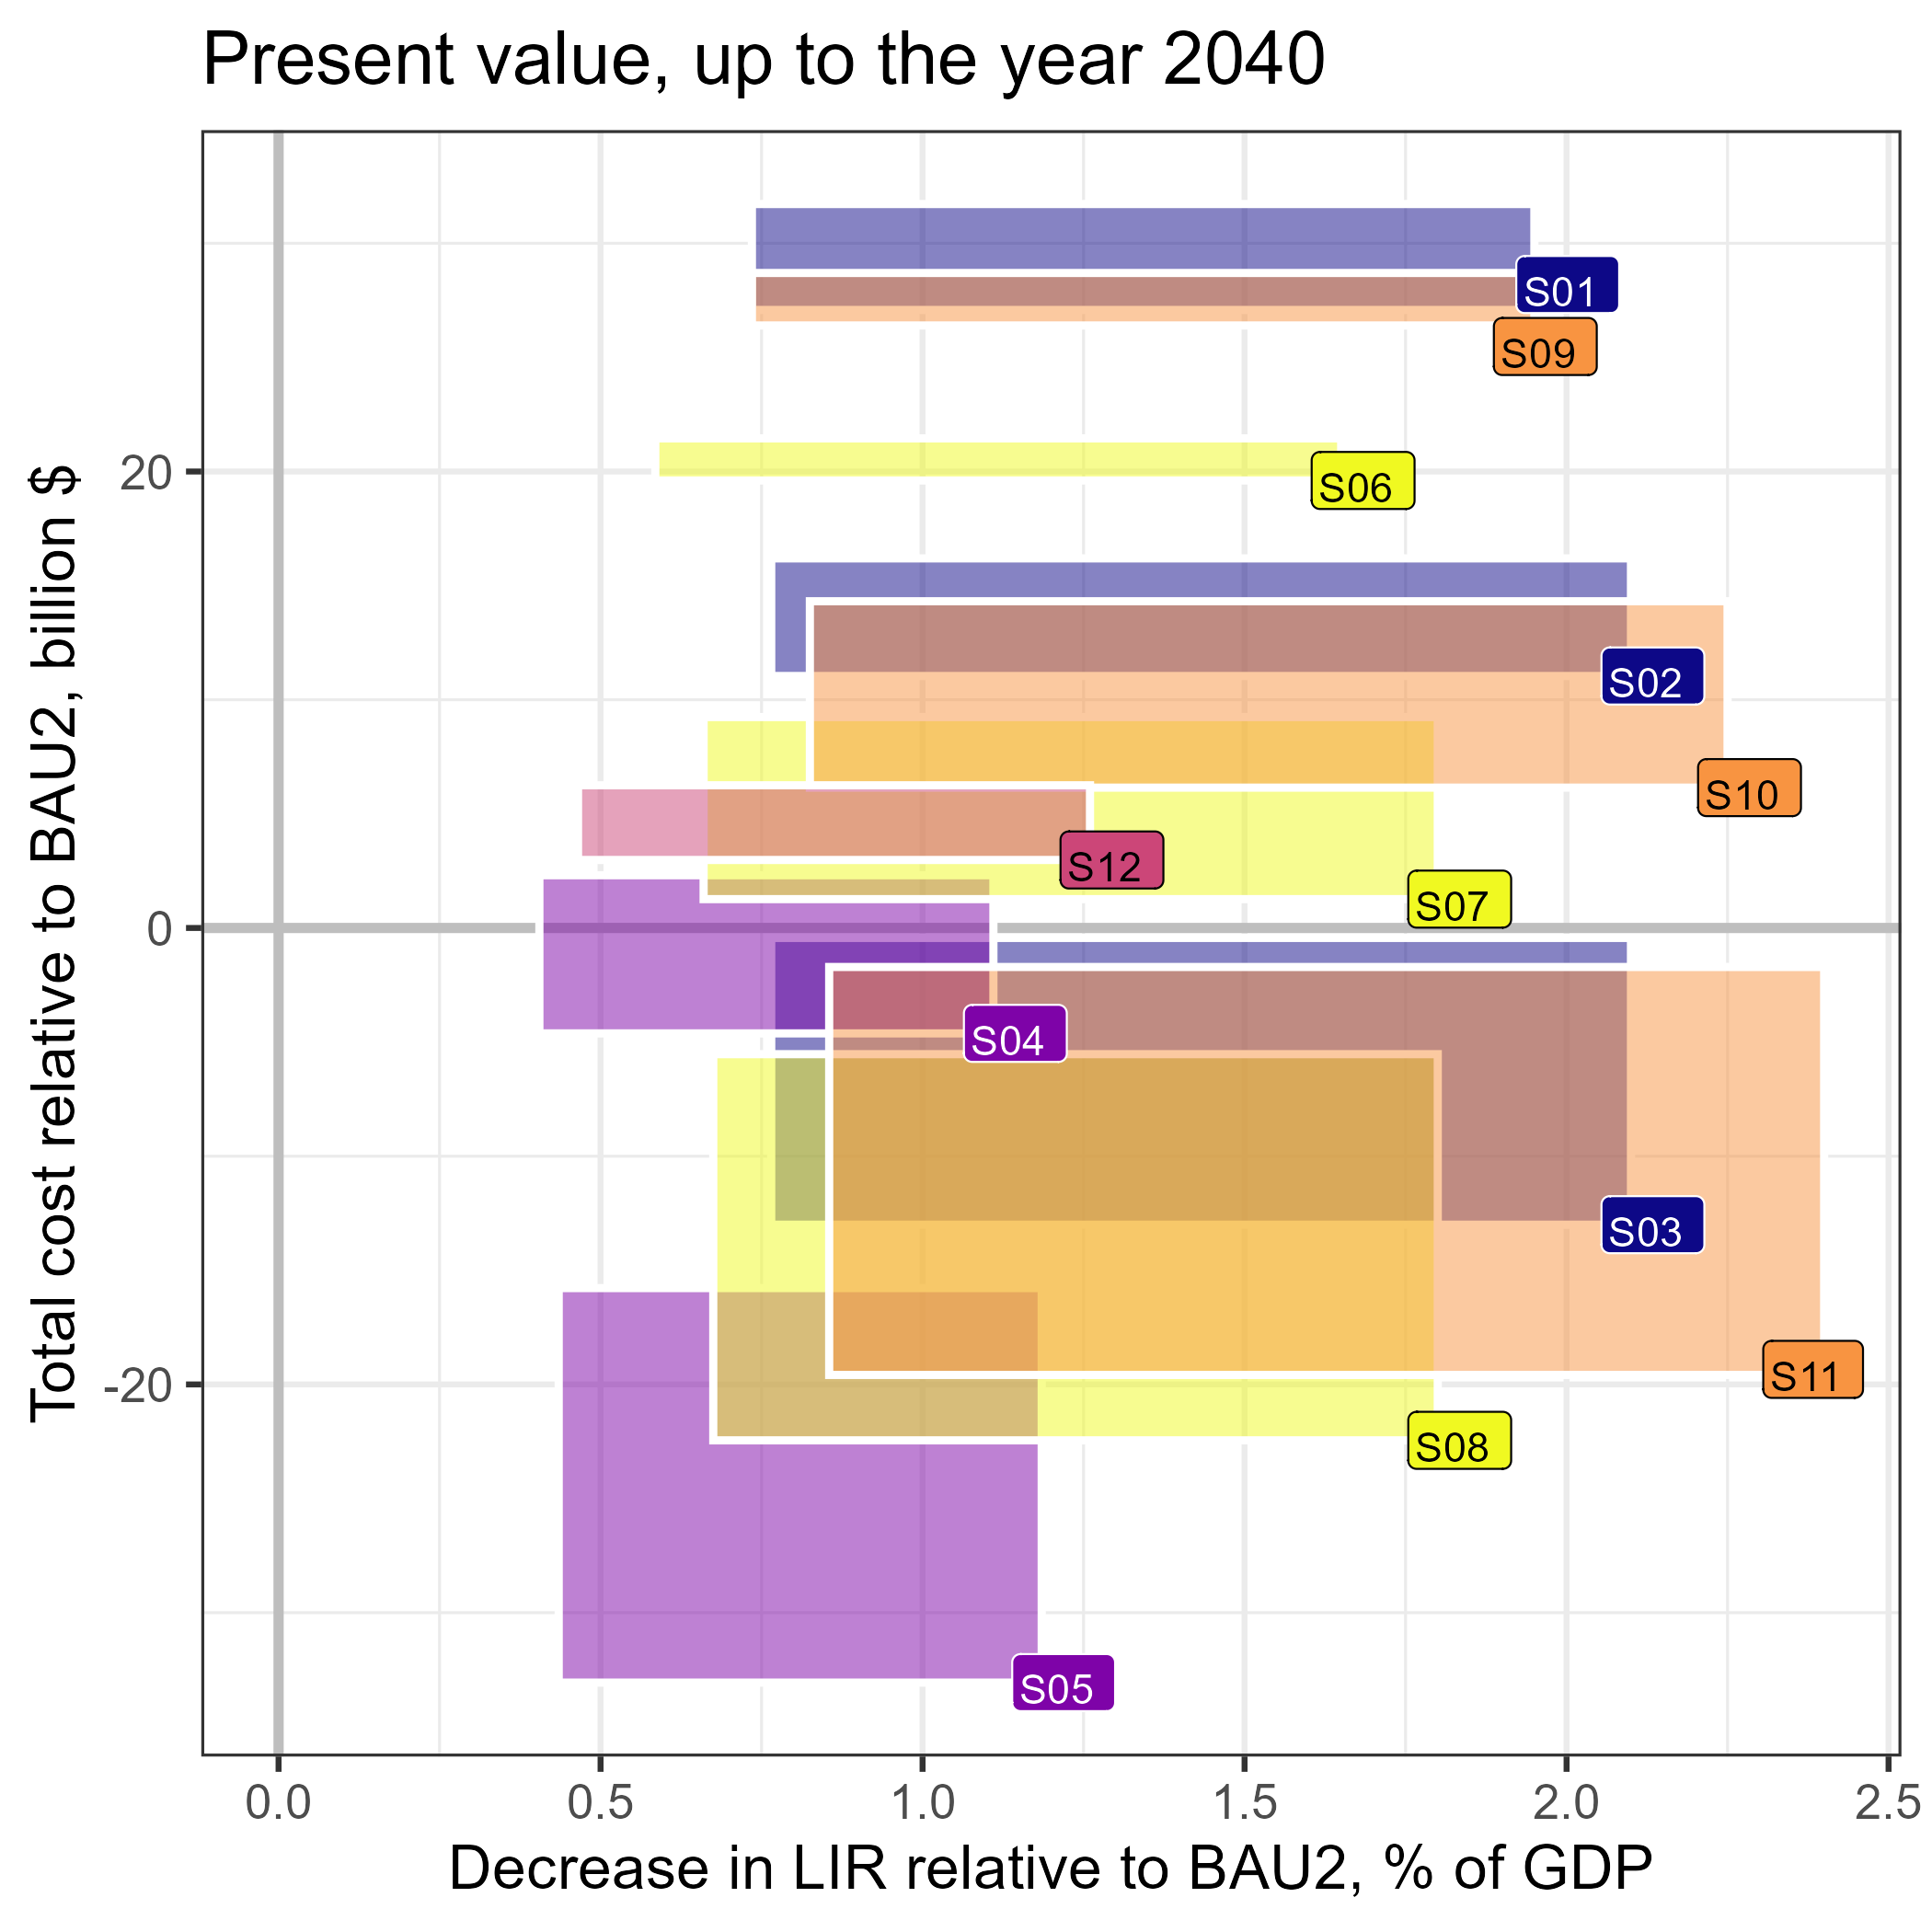 Present value, up to the year 2040
Total cost relative to BAU2, billion $
20
0
-20
S01
S09
S06
S02
S10
S12
S07
S04
S03
S11
S08
S05
0.0 0.5 1.0 1.5 2.0 2.5
Decrease in LIR relative to BAU2, % of GDP